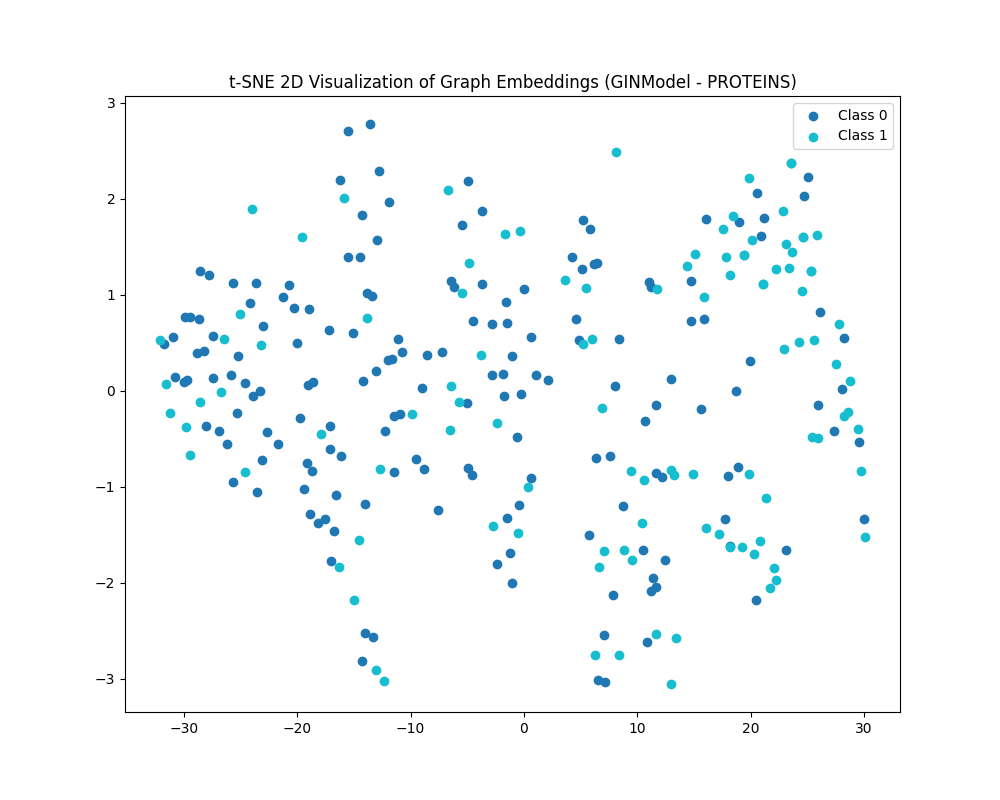 t-SNE 2D Visualization of Graph Embeddings (GINModel - PROTEINS)
Class 0
Class 1
3
2
1
0
−1
−2
−3
−30 −20 −10 0 10 20 30